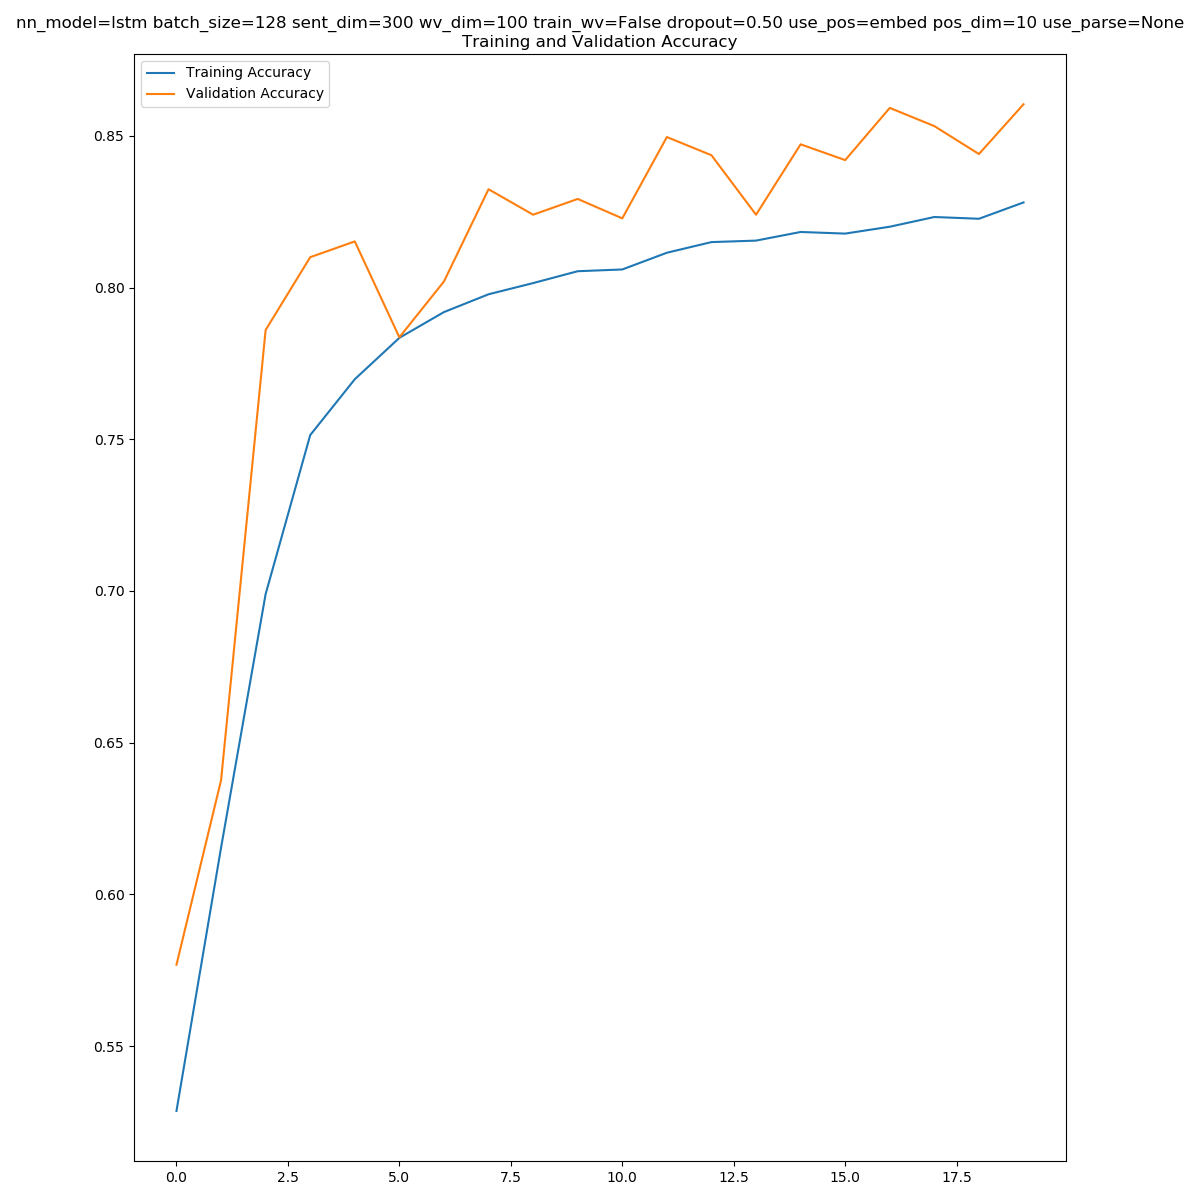 nn_model=lstm batch_size=128 sent_dim=300 wv_dim=100 train_wv=False dropout=0.50 use_pos=embed pos_dim=10 use_parse=None
Training and Validation Accuracy
Training Accuracy
Validation Accuracy
0.85
0.80
0.75
0.70
0.65
0.60
0.55
0.0 2.5 5.0 7.5 10.0 12.5 15.0 17.5